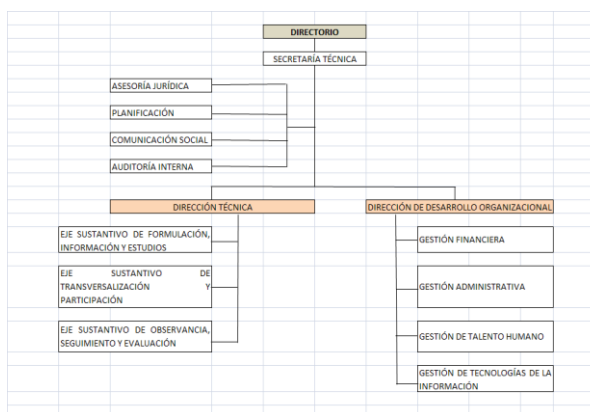 DIRECTORIO
SECRETARÍA TÉCNICA
ASESORÍA JURÍDICA
PLANIFICACIÓN
COMUNICACIÓN SOCIAL
AUDITORÍA INTERNA
DIRECCIÓN TÉCNICA
DIRECCIÓN DE DESARROLLO ORGANIZACIONAL
EJE SUSTANTIVO DE FORMULACIÓN,
INFORMACIÓN Y ESTUDIOS
EJE SUSTANTIVO DE
TRANSVERSALIZACIÓN Y
PARTICIPACIÓN
EJE SUSTANTIVO DE OBSERVANCIA,
SEGUIMIENTO Y EVALUACIÓN
GESTIÓN FINANCIERA
GESTIÓN ADMINISTRATIVA
GESTIÓN DE TALENTO HUMANO
GESTIÓN DE TECNOLOGÍAS DE LA
INFORMACIÓN